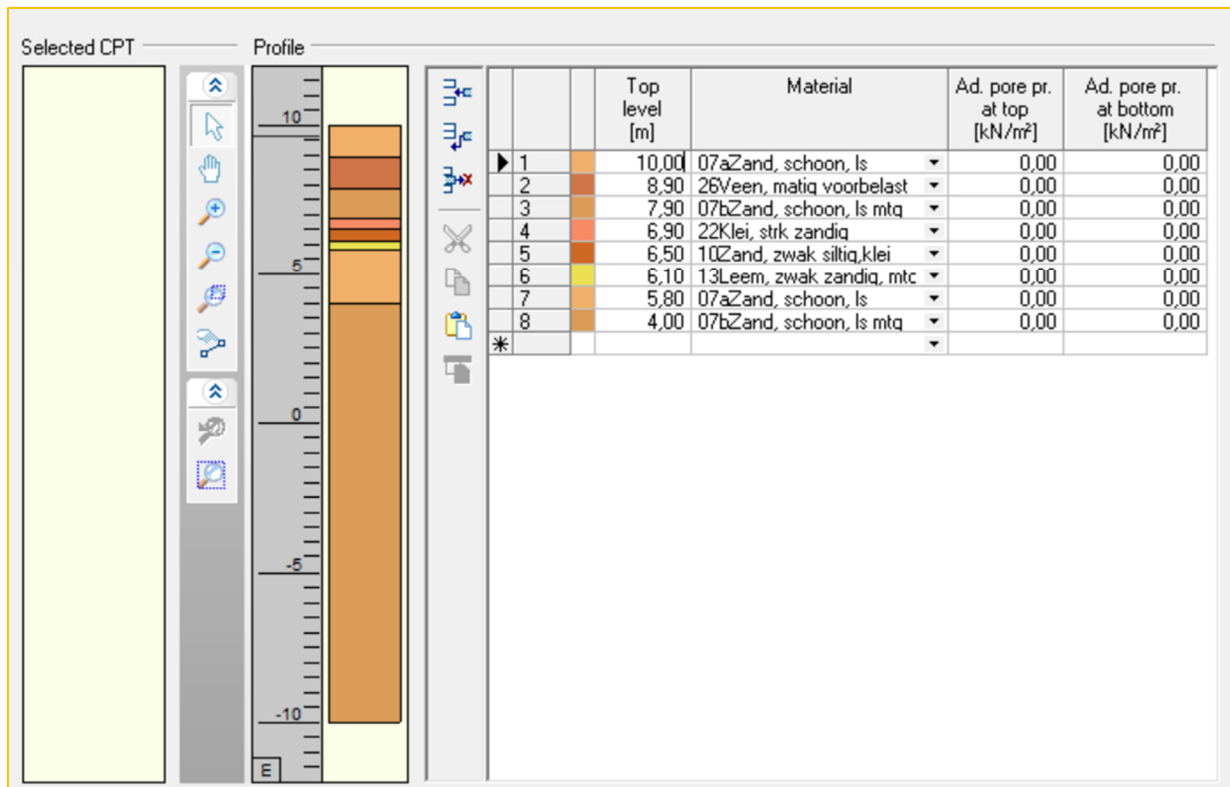 Selected CPT
Profile
10
5
0
-5
-10
E
Top level [m] Material Ad. pore pr. at top [kN/m²] Ad. pore pr. at bottom [kN/m²]
1 10,00 07aZand, schoon, ls 0,00 0,00
2 8,90 26Veen, matig voorbelast 0,00 0,00
3 7,90 07bZand, schoon, ls mtg 0,00 0,00
4 6,90 22Klei, strk zandig 0,00 0,00
5 6,50 10Zand, zwak siltig,klei 0,00 0,00
6 6,10 13Leem, zwak zandig, mtc 0,00 0,00
7 5,80 07aZand, schoon, ls 0,00 0,00
8 4,00 07bZand, schoon, ls mtg 0,00 0,00